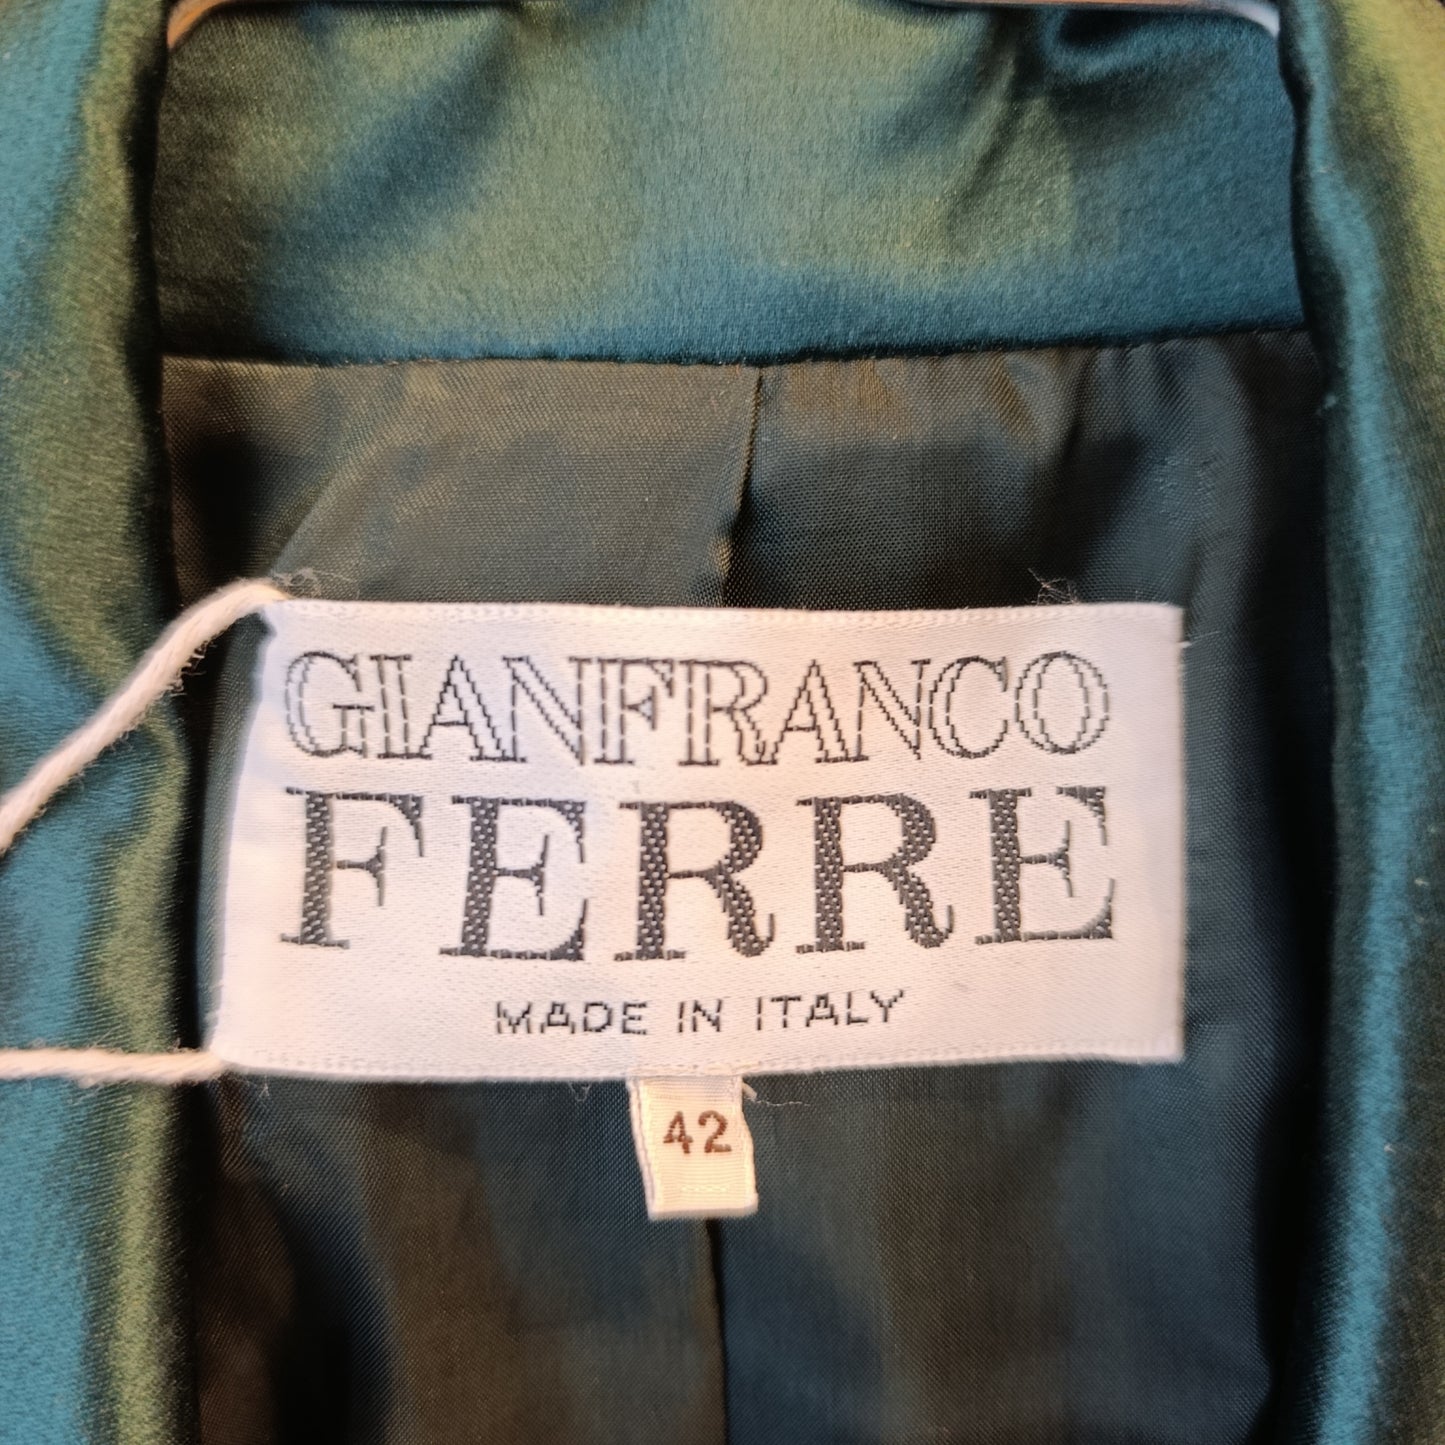 GIANFRANCO
FERRE
MADE IN ITALY
42